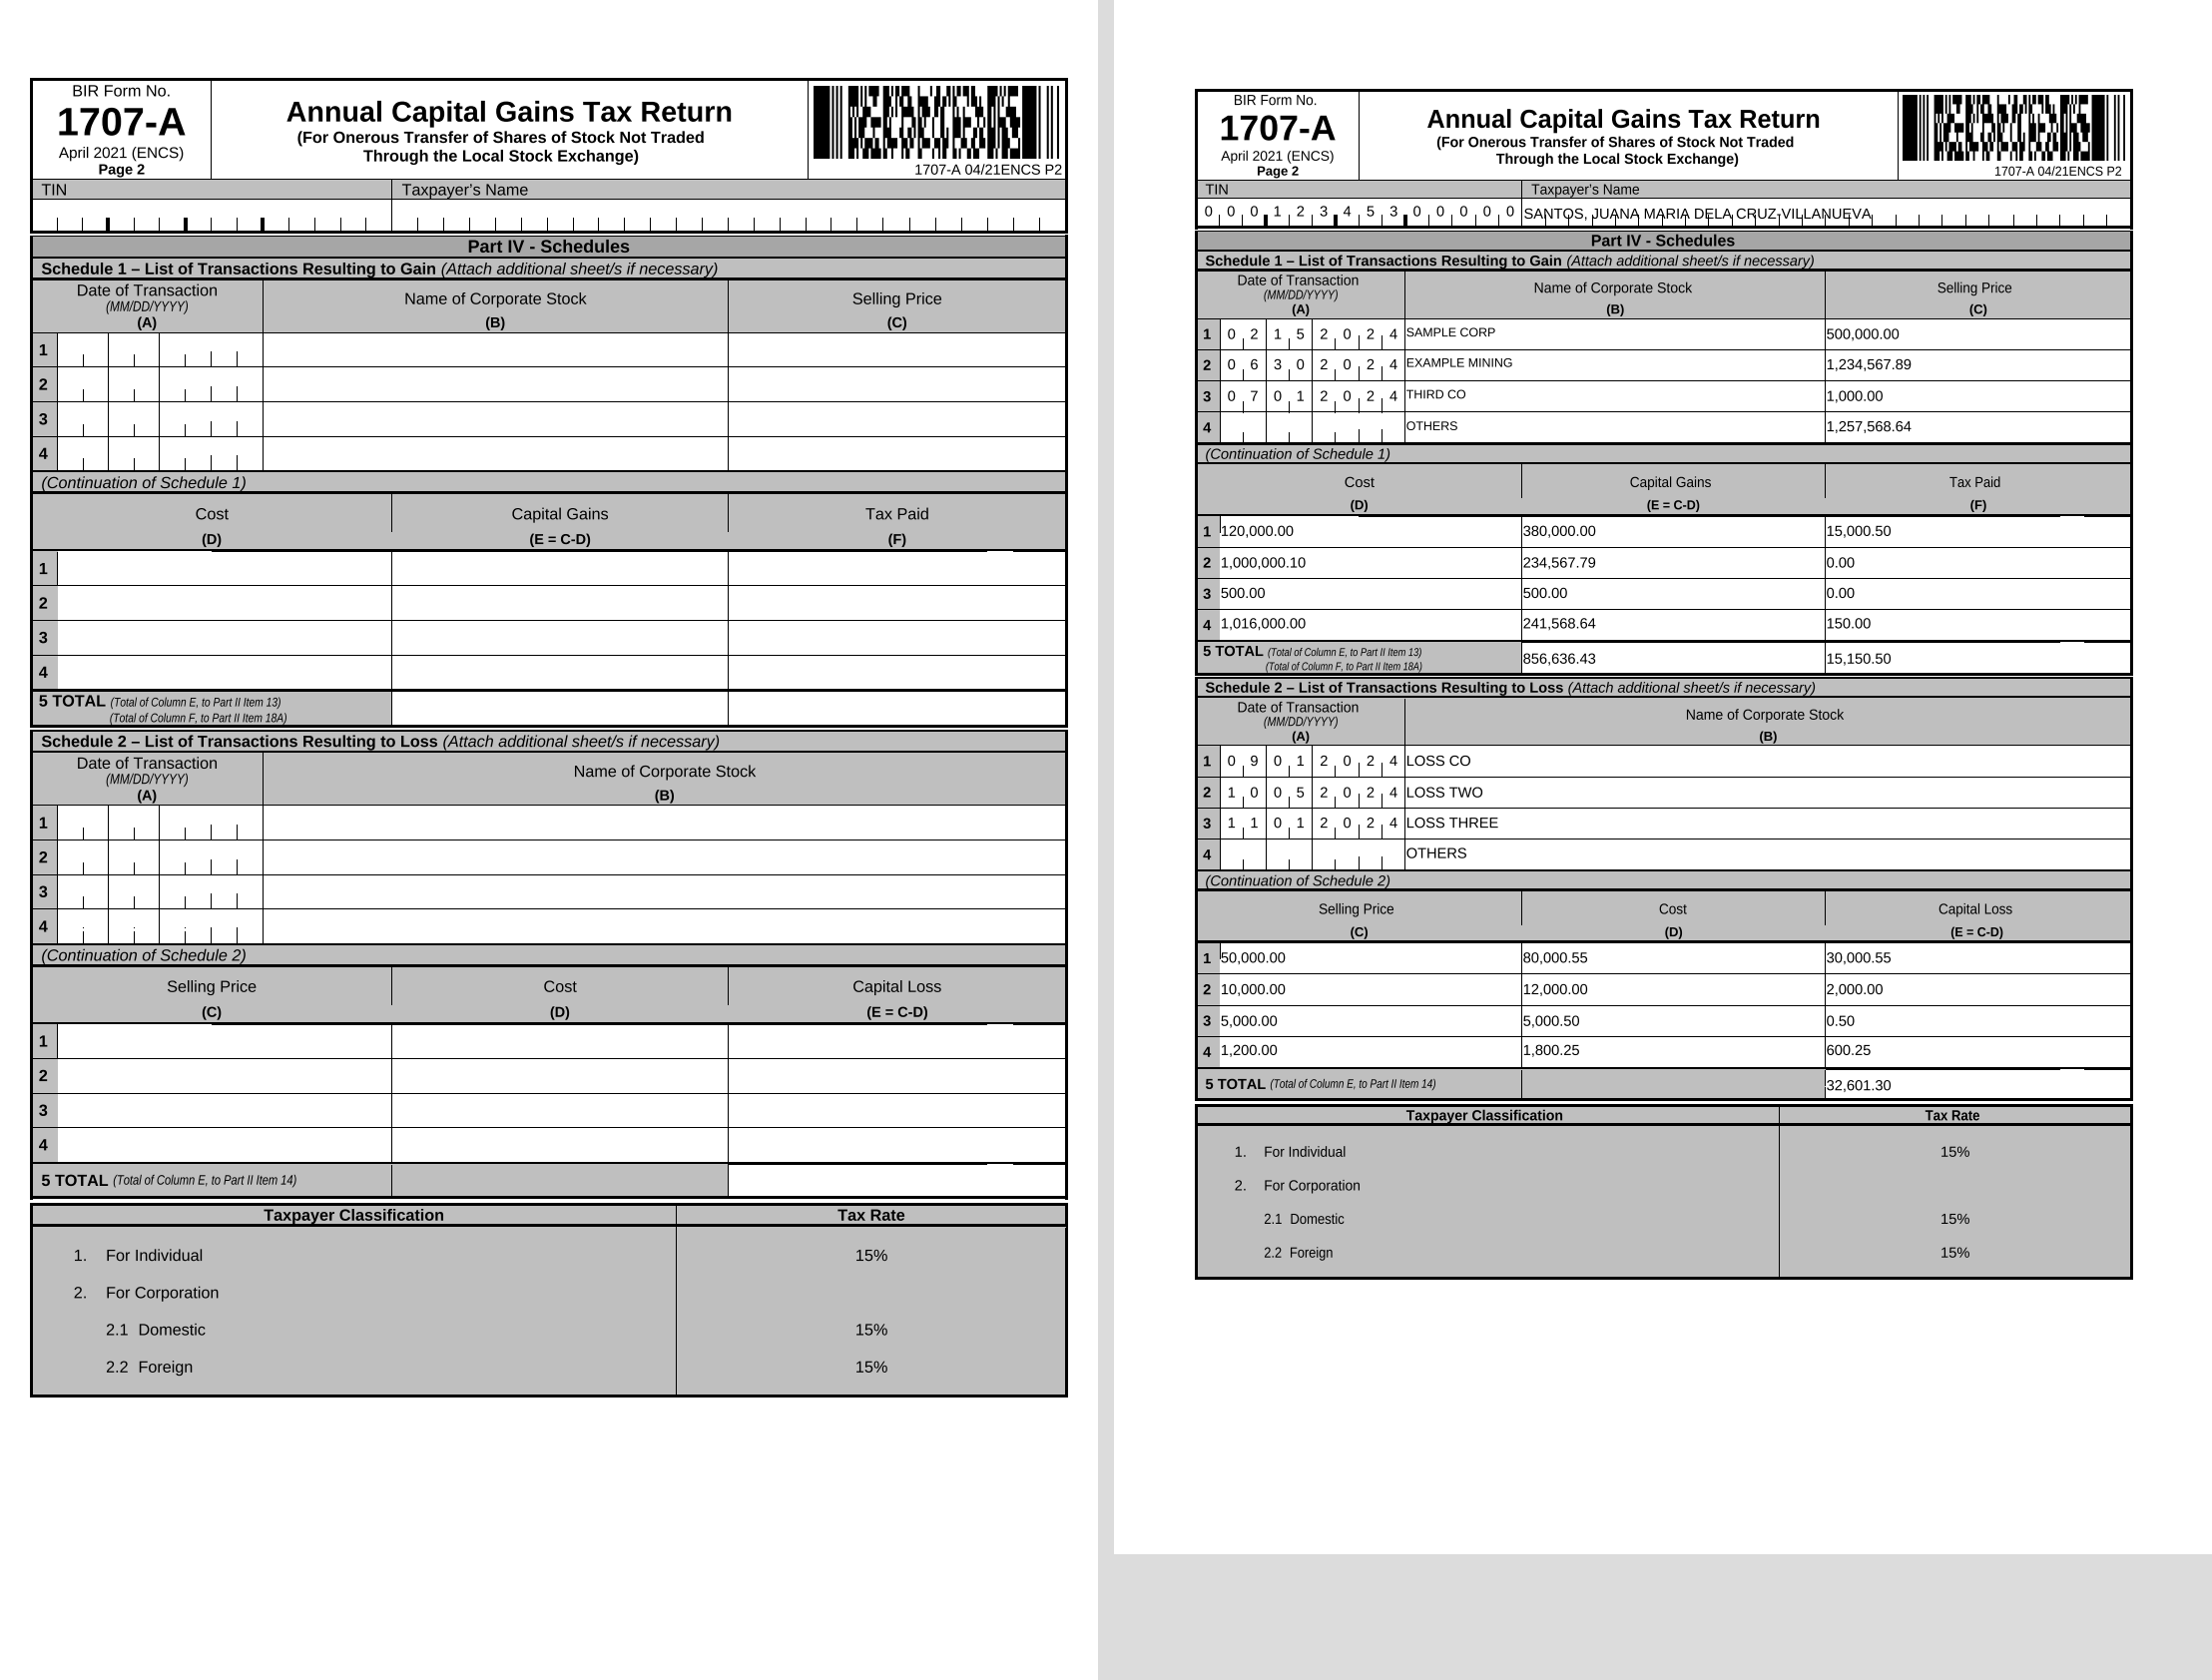 BIR Form No.
1707-A
April 2021 (ENCS)
Page 2
Annual Capital Gains Tax Return
(For Onerous Transfer of Shares of Stock Not Traded
Through the Local Stock Exchange)
1707-A 04/21ENCS P2
TIN Taxpayer’s Name
Part IV - Schedules
Schedule 1 – List of Transactions Resulting to Gain (Attach additional sheet/s if necessary)
Date of Transaction
(MM/DD/YYYY)
(A)
Name of Corporate Stock
(B)
Selling Price
(C)
1
2
3
4
(Continuation of Schedule 1)
Cost
(D)
Capital Gains
(E = C-D)
Tax Paid
(F)
1
2
3
4
5 TOTAL (Total of Column E, to Part II Item 13)
(Total of Column F, to Part II Item 18A)
Schedule 2 – List of Transactions Resulting to Loss (Attach additional sheet/s if necessary)
Date of Transaction
(MM/DD/YYYY)
(A)
Name of Corporate Stock
(B)
1
2
3
4
(Continuation of Schedule 2)
Selling Price
(C)
Cost
(D)
Capital Loss
(E = C-D)
1
2
3
4
5 TOTAL (Total of Column E, to Part II Item 14)
Taxpayer Classification Tax Rate
1. For Individual 15%
2. For Corporation
2.1 Domestic 15%
2.2 Foreign 15%
BIR Form No.
1707-A
April 2021 (ENCS)
Page 2
Annual Capital Gains Tax Return
(For Onerous Transfer of Shares of Stock Not Traded
Through the Local Stock Exchange)
1707-A 04/21ENCS P2
TIN Taxpayer’s Name
0 0 0 1 2 3 4 5 3 0 0 0 0 0 SANTOS, JUANA MARIA DELA CRUZ-VILLANUEVA
Part IV - Schedules
Schedule 1 – List of Transactions Resulting to Gain (Attach additional sheet/s if necessary)
Date of Transaction
(MM/DD/YYYY)
(A)
Name of Corporate Stock
(B)
Selling Price
(C)
1 0 2 1 5 2 0 2 4 SAMPLE CORP 500,000.00
2 0 6 3 0 2 0 2 4 EXAMPLE MINING 1,234,567.89
3 0 7 0 1 2 0 2 4 THIRD CO 1,000.00
4 OTHERS 1,257,568.64
(Continuation of Schedule 1)
Cost
(D)
Capital Gains
(E = C-D)
Tax Paid
(F)
1 120,000.00 380,000.00 15,000.50
2 1,000,000.10 234,567.79 0.00
3 500.00 500.00 0.00
4 1,016,000.00 241,568.64 150.00
5 TOTAL (Total of Column E, to Part II Item 13)
(Total of Column F, to Part II Item 18A)
856,636.43 15,150.50
Schedule 2 – List of Transactions Resulting to Loss (Attach additional sheet/s if necessary)
Date of Transaction
(MM/DD/YYYY)
(A)
Name of Corporate Stock
(B)
1 0 9 0 1 2 0 2 4 LOSS CO
2 1 0 0 5 2 0 2 4 LOSS TWO
3 1 1 0 1 2 0 2 4 LOSS THREE
4 OTHERS
(Continuation of Schedule 2)
Selling Price
(C)
Cost
(D)
Capital Loss
(E = C-D)
1 50,000.00 80,000.55 30,000.55
2 10,000.00 12,000.00 2,000.00
3 5,000.00 5,000.50 0.50
4 1,200.00 1,800.25 600.25
5 TOTAL (Total of Column E, to Part II Item 14) 32,601.30
Taxpayer Classification Tax Rate
1. For Individual 15%
2. For Corporation
2.1 Domestic 15%
2.2 Foreign 15%